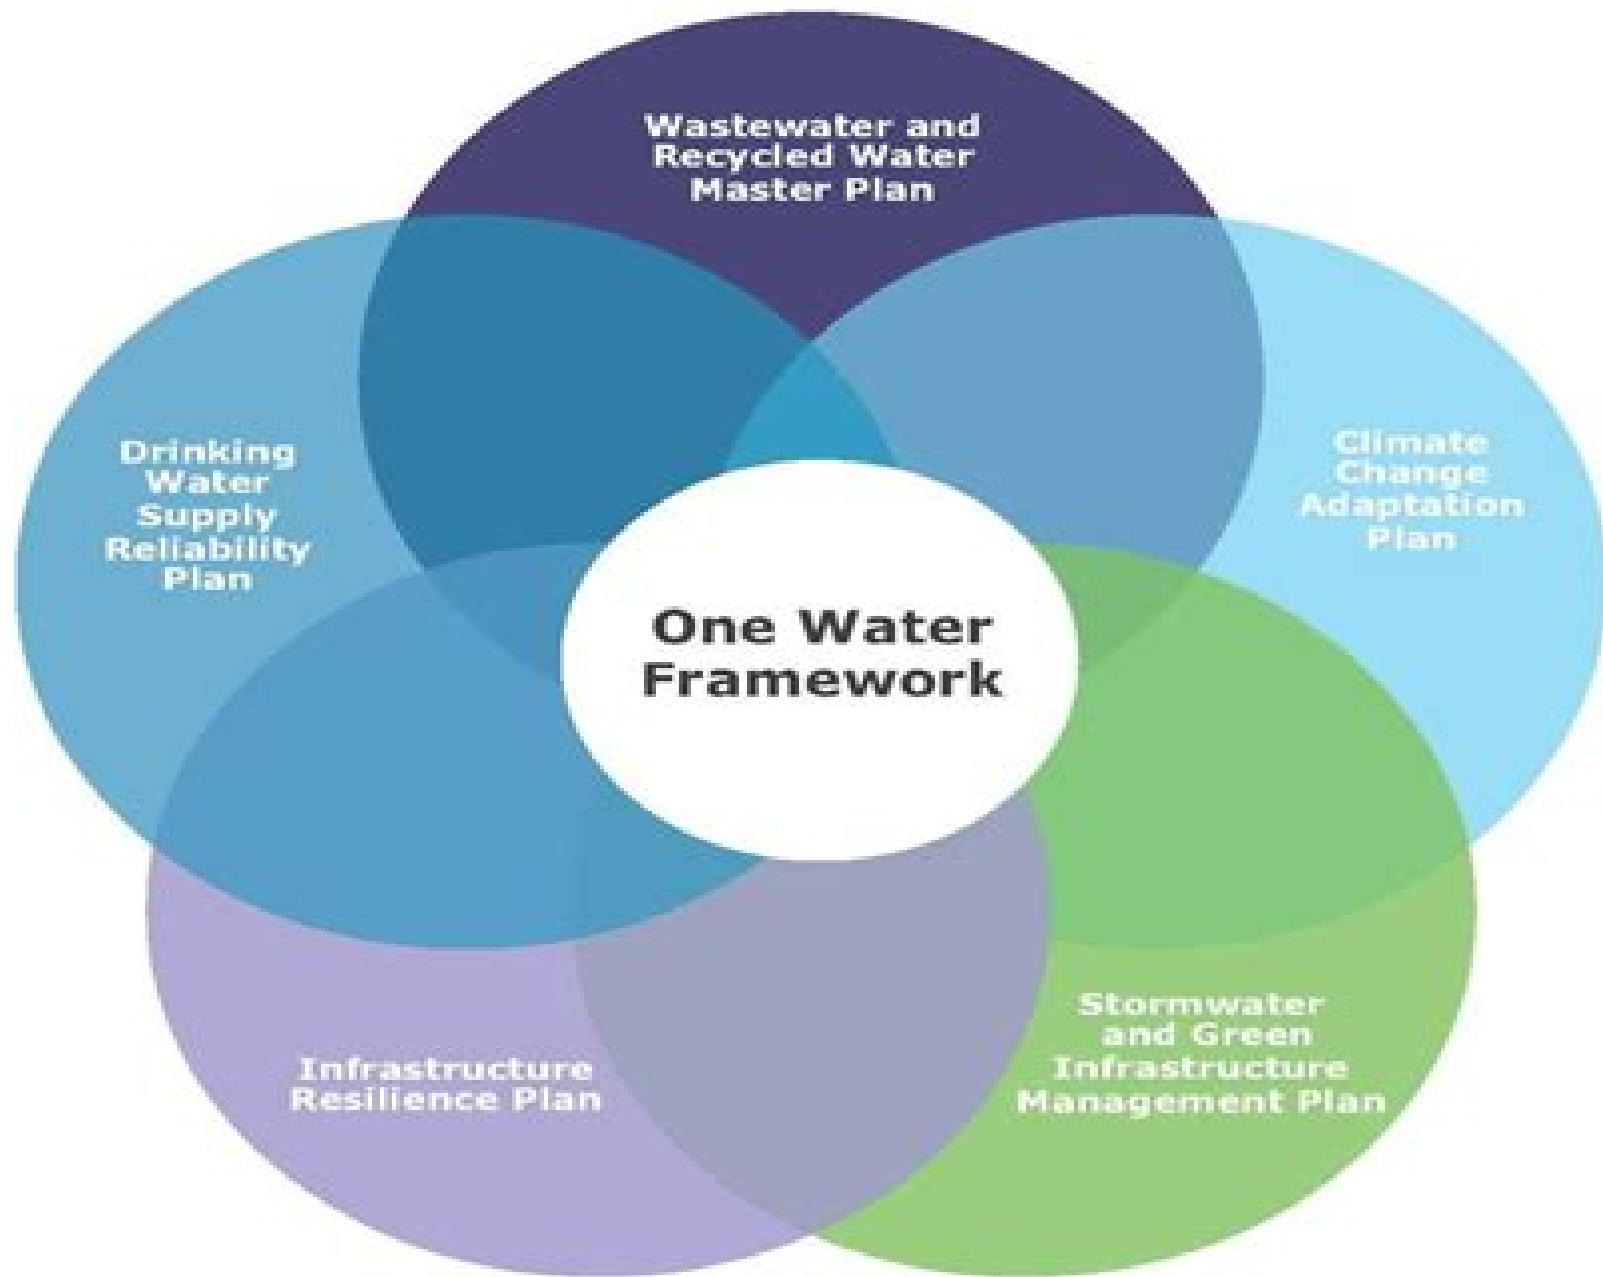 Wastewater and
Recycled Water
Master Plan
Drinking
Water
Supply
Reliability
Plan
Climate
Change
Adaptation
Plan
One Water
Framework
Infrastructure
Resilience Plan
Stormwater
and Green
Infrastructure
Management Plan